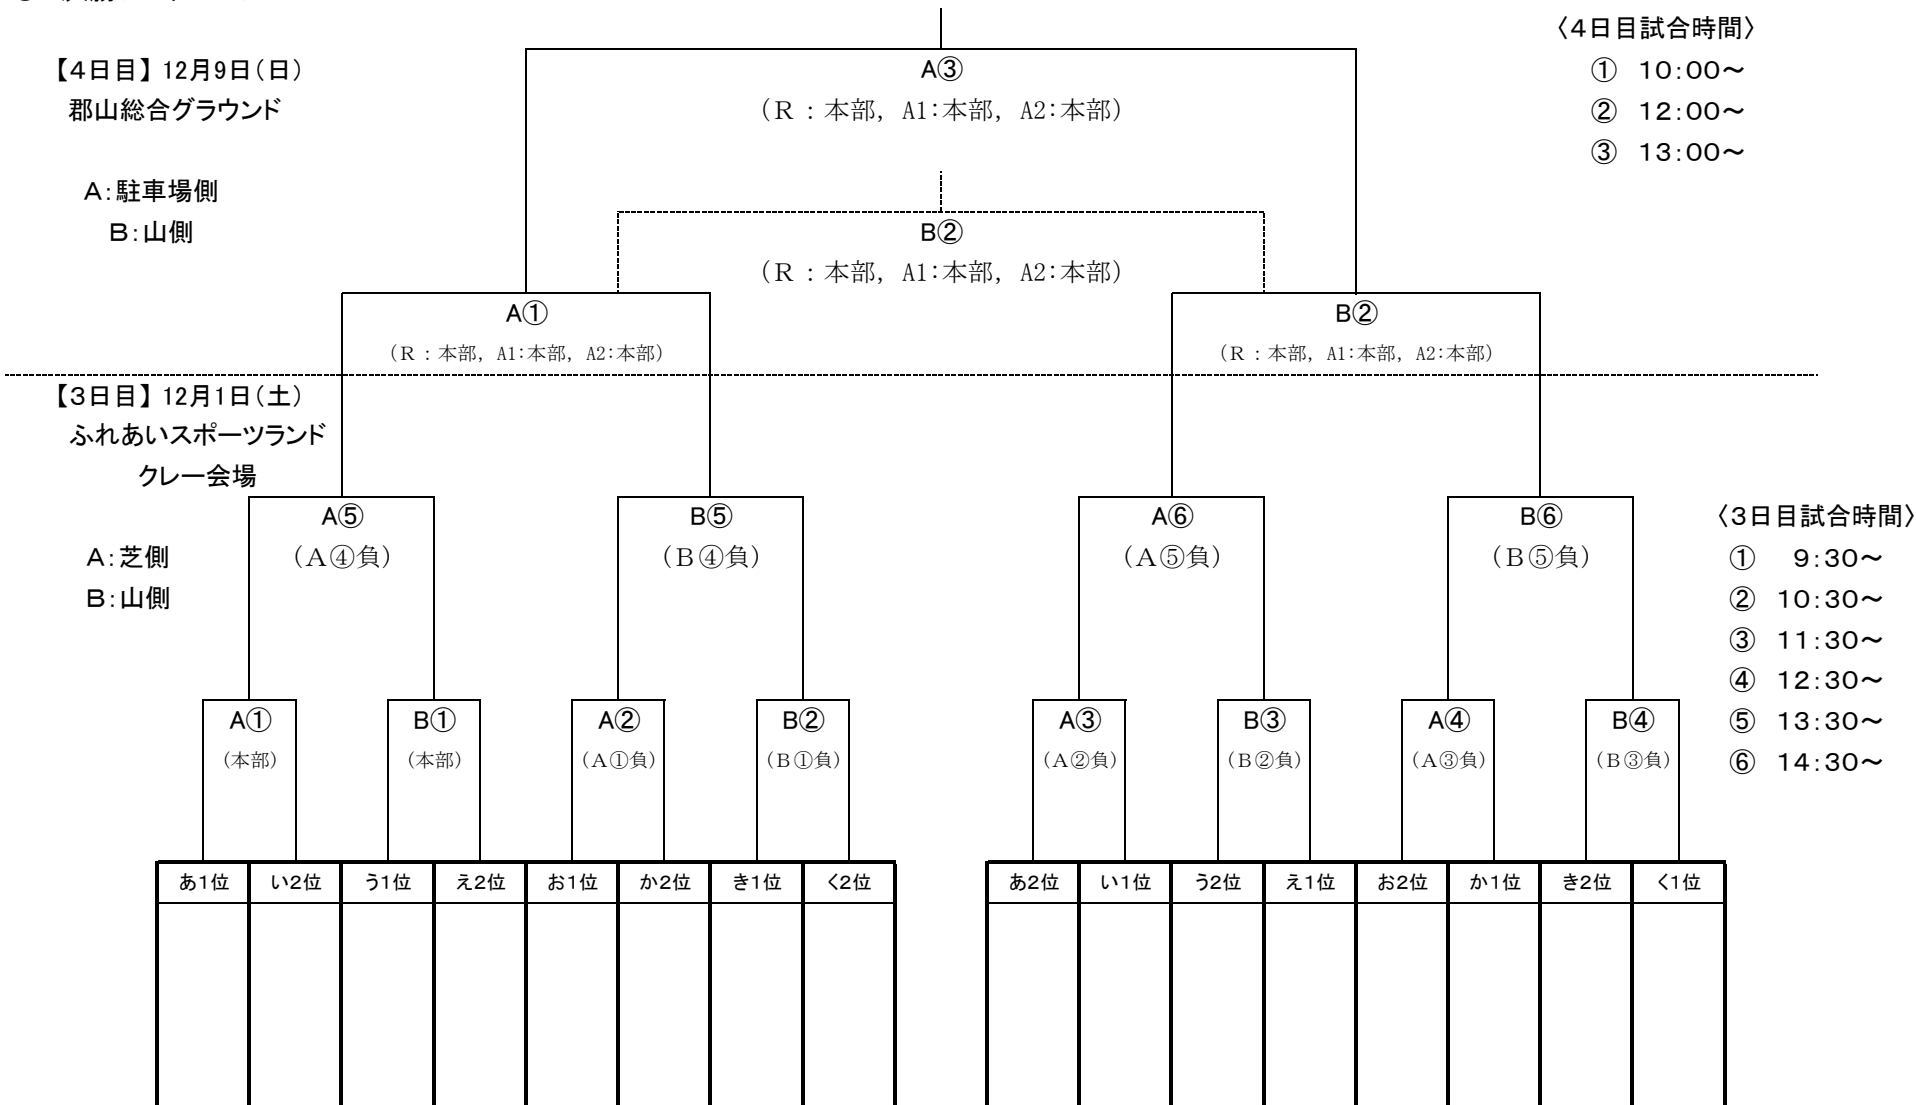 〈4日目試合時間〉
【4日目】 12月9日(日)
郡山総合グラウンド
A:駐車場側
B:山側
① 10:00～
② 12:00～
③ 13:00～
A③
(R：本部, A1:本部, A2:本部)
B②
(R：本部, A1:本部, A2:本部)
A①
(R：本部, A1:本部, A2:本部)
B②
(R：本部, A1:本部, A2:本部)
【3日目】 12月1日(土)
ふれあいスポーツランド
クレー会場
A:芝側
B:山側
A⑤ B⑤ A⑥ B⑥
(A④負) (B④負) (A⑤負) (B⑤負)
〈3日目試合時間〉
① 9:30～
② 10:30～
③ 11:30～
④ 12:30～
⑤ 13:30～
⑥ 14:30～
A① B① A② B② A③ B③ A④ B④
(本部) (本部) (A①負) (B①負) (A②負) (B②負) (A③負) (B③負)
あ1位 い2位 う1位 え2位 お1位 か2位 き1位 く2位 あ2位 い1位 う2位 え1位 お2位 か1位 き2位 く1位